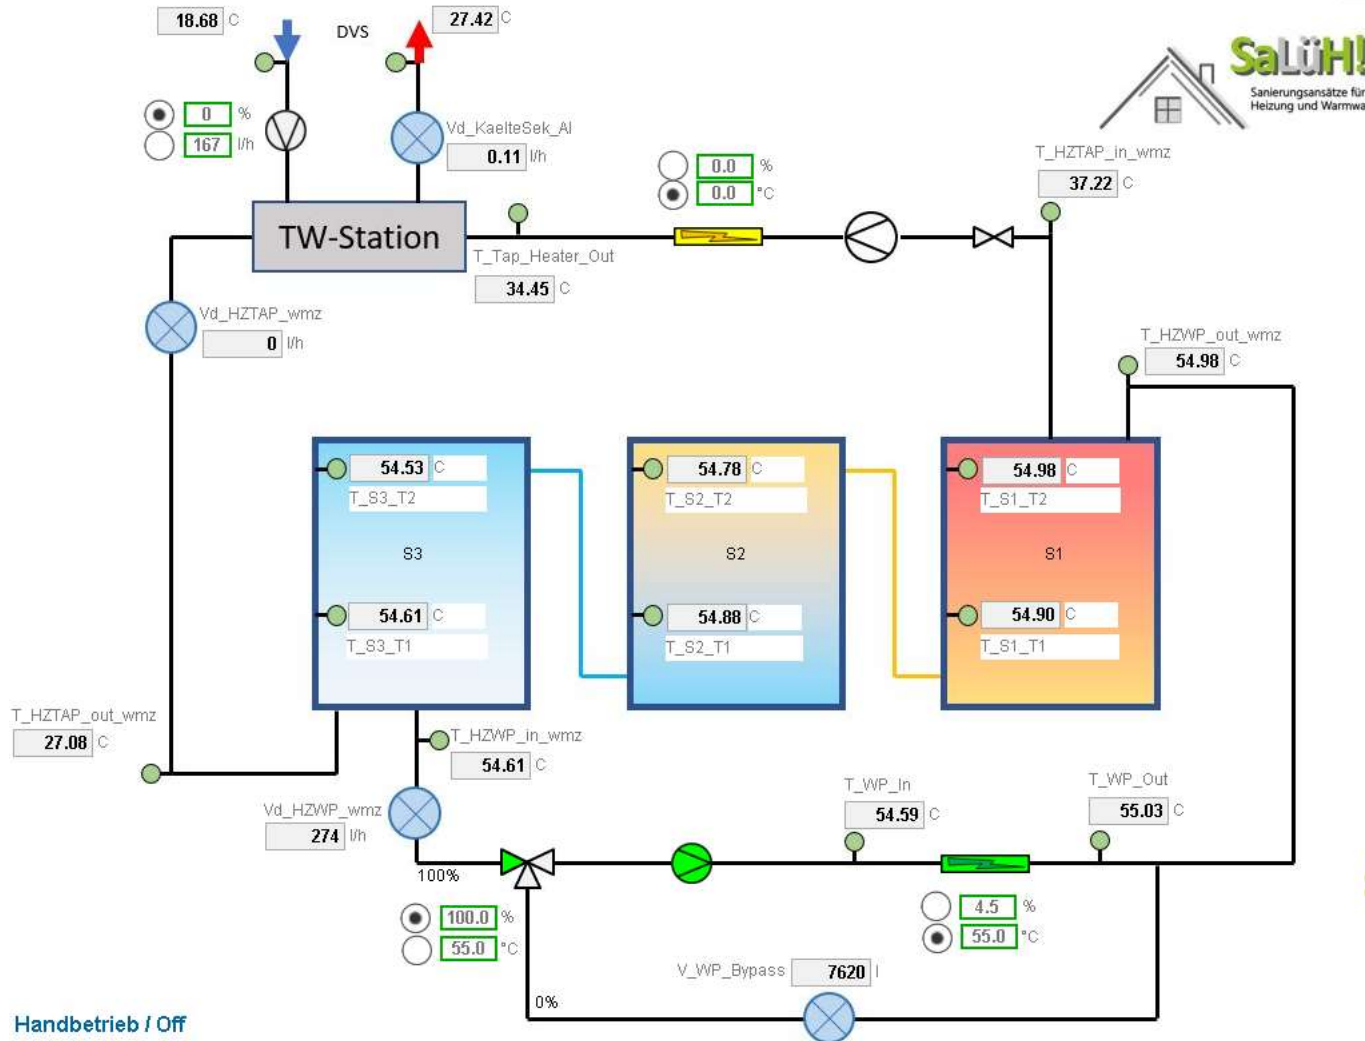 18.68 C
DVS
27.42 C
SaLüH!
Sanierungsansätze für
Heizung und Warmwa
0 %
167 l/h
Vd_KaelteSek_AI
0.11 l/h
0.0 %
0.0 °C
T_HZTAP_in_wmz
37.22 C
TW-Station
T_Tap_Heater_Out
34.45 C
Vd_HZTAP_wmz
0 l/h
T_HZWP_out_wmz
54.98 C
54.53 C
T_S3_T2
S3
54.61 C
T_S3_T1
54.78 C
T_S2_T2
S2
54.88 C
T_S2_T1
54.98 C
T_S1_T2
S1
54.90 C
T_S1_T1
T_HZTAP_out_wmz
27.08 C
T_HZWP_in_wmz
54.61 C
Vd_HZWP_wmz
274 l/h
T_WP_In
54.59 C
T_WP_Out
55.03 C
100%
100.0 %
55.0 °C
4.5 %
55.0 °C
V_WP_Bypass 7620 l
0%
Handbetrieb / Off